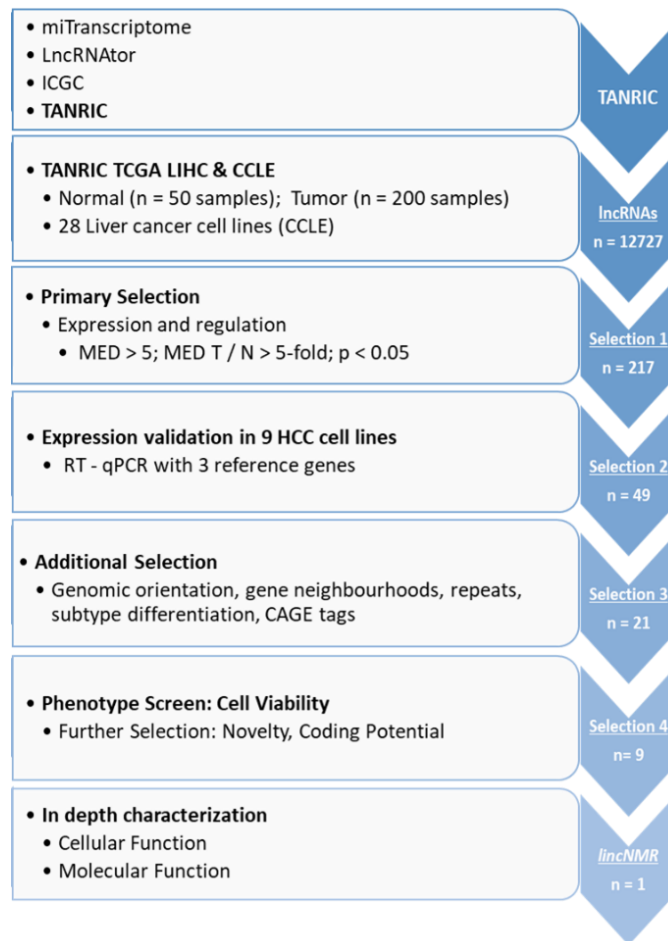 • miTranscriptome
• LncRNAtor
• ICGC
• TANRIC
TANRIC
• TANRIC TCGA LIHC & CCLE
• Normal (n = 50 samples); Tumor (n = 200 samples)
• 28 Liver cancer cell lines (CCLE)
lncRNAs
n = 12727
• Primary Selection
• Expression and regulation
• MED > 5; MED T / N > 5-fold; p < 0.05
Selection 1
n = 217
• Expression validation in 9 HCC cell lines
• RT - qPCR with 3 reference genes
Selection 2
n = 49
• Additional Selection
• Genomic orientation, gene neighbourhoods, repeats,
subtype differentiation, CAGE tags
Selection 3
n = 21
• Phenotype Screen: Cell Viability
• Further Selection: Novelty, Coding Potential
Selection 4
n= 9
• In depth characterization
• Cellular Function
• Molecular Function
lincNMR
n = 1